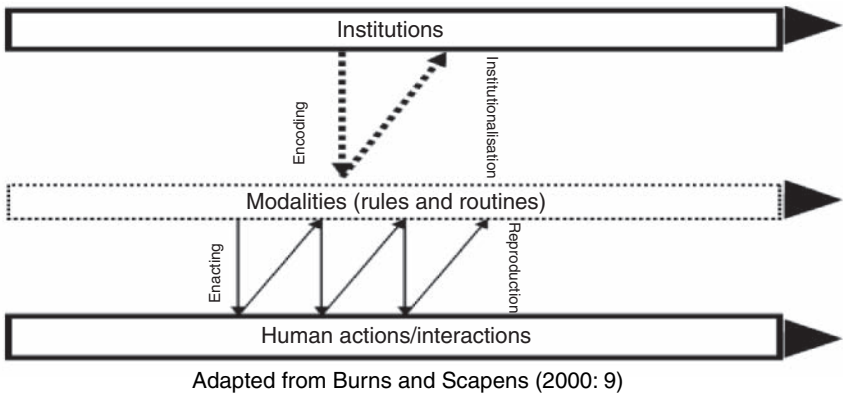 Institutions
Encoding
Institutionalisation
Modalities (rules and routines)
Enacting
Reproduction
Human actions/interactions
Adapted from Burns and Scapens (2000: 9)